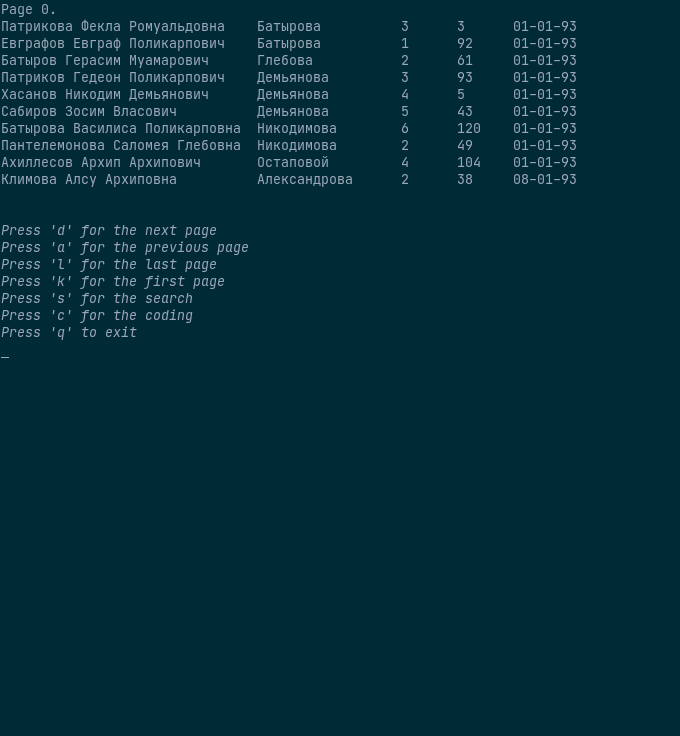 Page 0.
Патрикова Фекла Ромуальдовна Батырова 3 3 01-01-93
Евграфов Евграф Поликарпович Батырова 1 92 01-01-93
Батыров Герасим Муамарович Глебова 2 61 01-01-93
Патриков Гедеон Поликарпович Демьянова 3 93 01-01-93
Хасанов Никодим Демьянович Демьянова 4 5 01-01-93
Сабиров Зосим Власович Демьянова 5 43 01-01-93
Батырова Василиса Поликарповна Никодимова 6 120 01-01-93
Пантелемонова Саломея Глебовна Никодимова 2 49 01-01-93
Ахиллесов Архип Архипович Остаповой 4 104 01-01-93
Климова Алсу Архиповна Александрова 2 38 08-01-93
Press 'd' for the next page
Press 'a' for the previous page
Press 'l' for the last page
Press 'k' for the first page
Press 's' for the search
Press 'c' for the coding
Press 'q' to exit
_